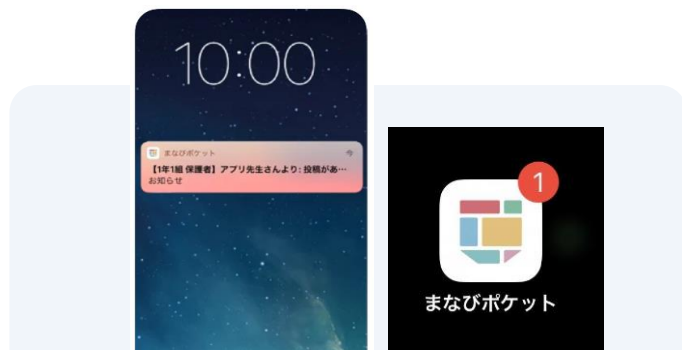 10:00
まなびポケット
今
【1年1組 保護者】アプリ先生さんより: 投稿があ…
お知らせ
1
まなびポケット